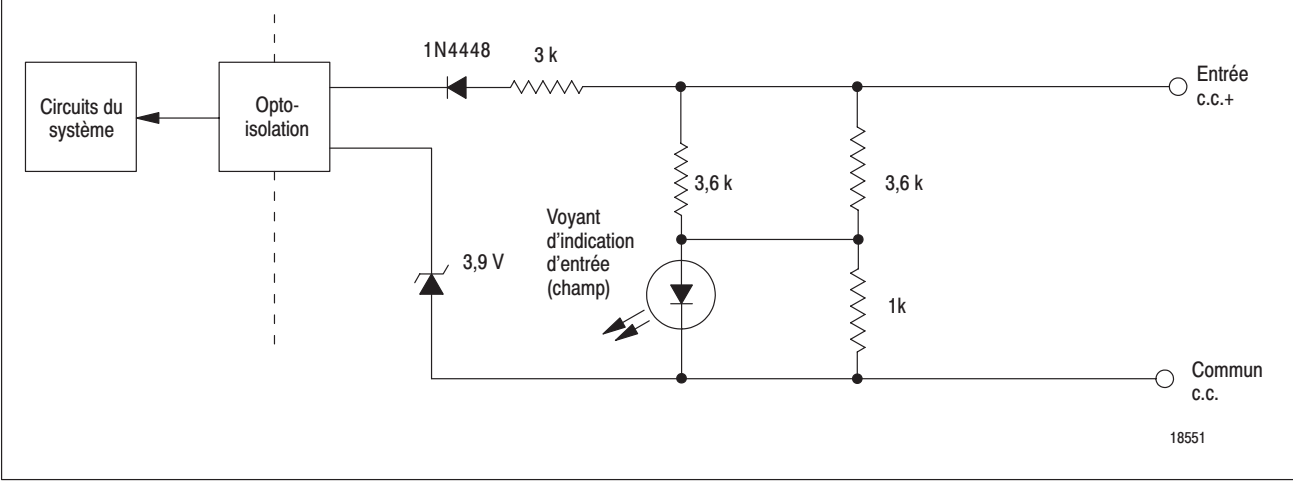 1N4448
3 k
Entrée
c.c.+
Circuits du
système
Opto-
isolation
3,6 k
3,6 k
Voyant
d'indication
d'entrée
(champ)
3,9 V
1k
Commun
c.c.
18551